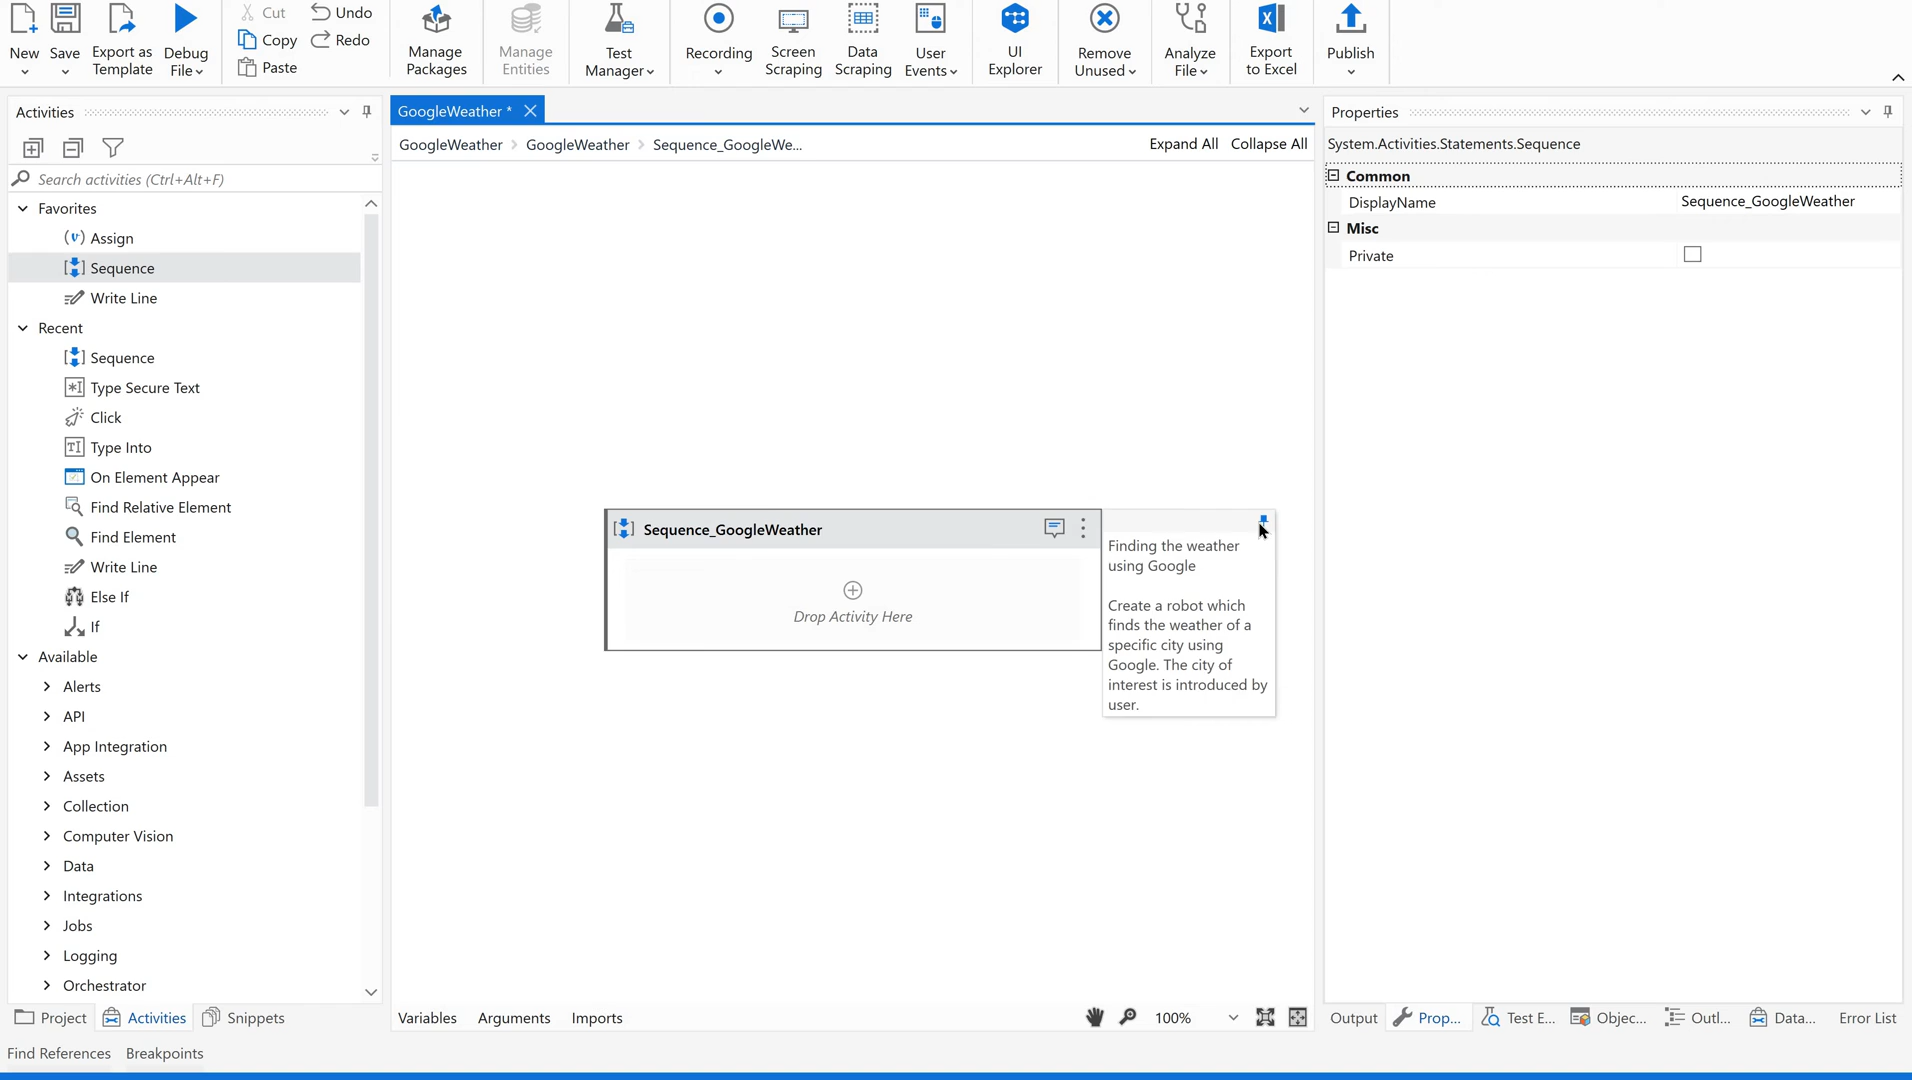 New
Save
Export as
Template
Debug
File
Cut
Copy
Paste
Undo
Redo
Manage
Packages
Manage
Entities
Test
Manager
Recording
Screen
Scraping
Data
Scraping
User
Events
UI
Explorer
Remove
Unused
Analyze
File
Export
to Excel
Publish
Activities
Search activities (Ctrl+Alt+F)
Favorites
Assign
Sequence
Write Line
Recent
Sequence
Type Secure Text
Click
Type Into
On Element Appear
Find Relative Element
Find Element
Write Line
Else If
If
Available
Alerts
API
App Integration
Assets
Collection
Computer Vision
Data
Integrations
Jobs
Logging
Orchestrator
Project
Activities
Snippets
Find References
Breakpoints
GoogleWeather *
GoogleWeather > GoogleWeather > Sequence_GoogleWe...
Expand All
Collapse All
Sequence_GoogleWeather
Drop Activity Here
Finding the weather
using Google
Create a robot which
finds the weather of a
specific city using
Google. The city of
interest is introduced by
user.
Variables
Arguments
Imports
100%
Properties
System.Activities.Statements.Sequence
Common
DisplayName
Sequence_GoogleWeather
Misc
Private
Output
Prop...
Test E...
Objec...
Outl...
Data...
Error List